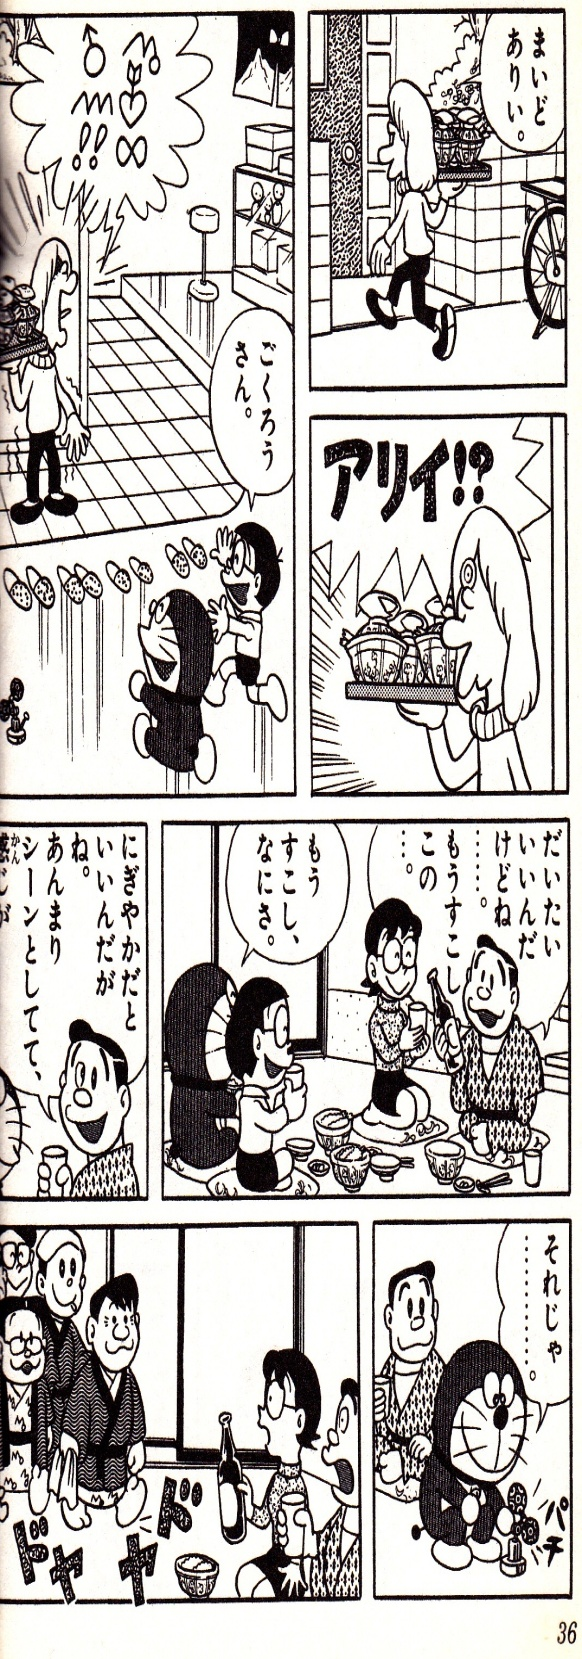 まいど
ありい。
アリイ!?
♂
!!
♡
∞
ごくろう
さん。
だいたい
いいんだ
けどね
……。
もうすこし
この
……。
もう
すこし、
なにさ。
にぎやかだと
いいんだが
ね。
あんまり
シーンとしてて、
感じが
かん
それじゃ
………。
パチ
ドヤ
ドヤ
36